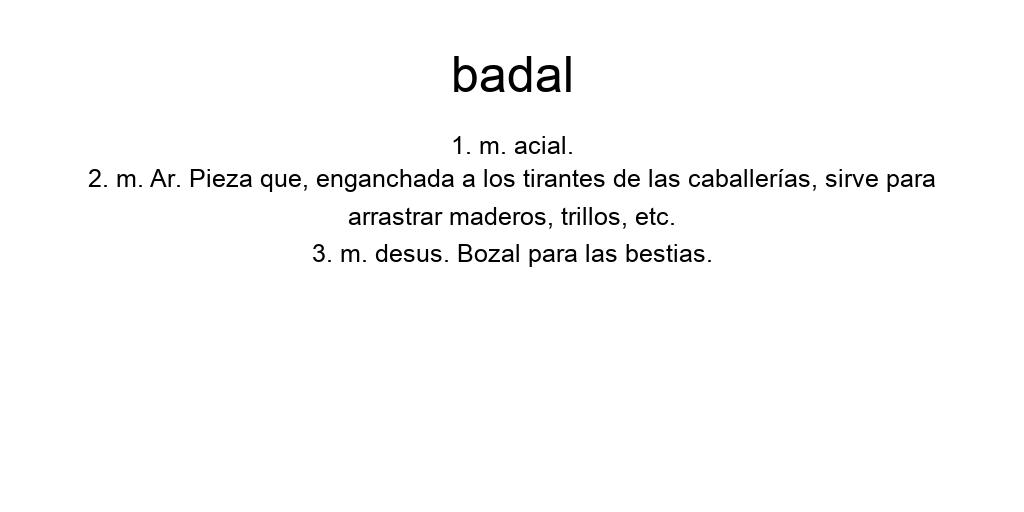 badal
1. m. acial.
2. m. Ar. Pieza que, enganchada a los tirantes de las caballerías, sirve para
arrastrar maderos, trillos, etc.
3. m. desus. Bozal para las bestias.